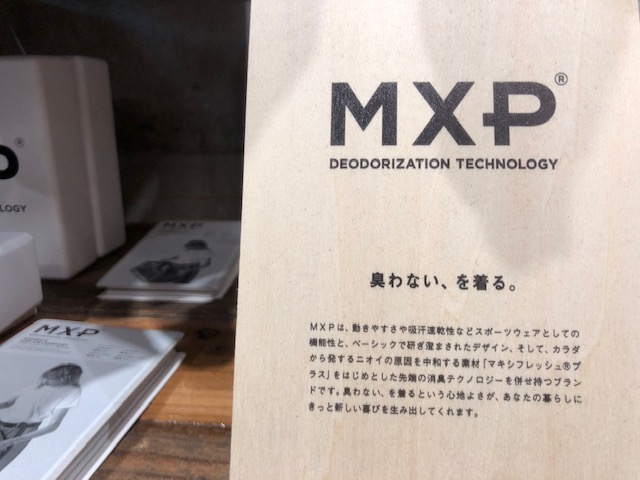 MXP®
DEODORIZATION TECHNOLOGY
臭わない、を着る。
MXPは、動きやすさや吸汗速乾性などスポーツウェアとしての
機能性と、ベーシックで研ぎ澄まされたデザイン、そして、カラダ
から発するニオイの原因を中和する素材「マキシフレッシュ®プ
ラス」をはじめとした先端の消臭テクノロジーを併せ持つブラン
ドです。臭わない、を着るという心地よさが、あなたの暮らしに
きっと新しい喜びを生み出してくれます。
P®
OLOGY
MXP
MXP